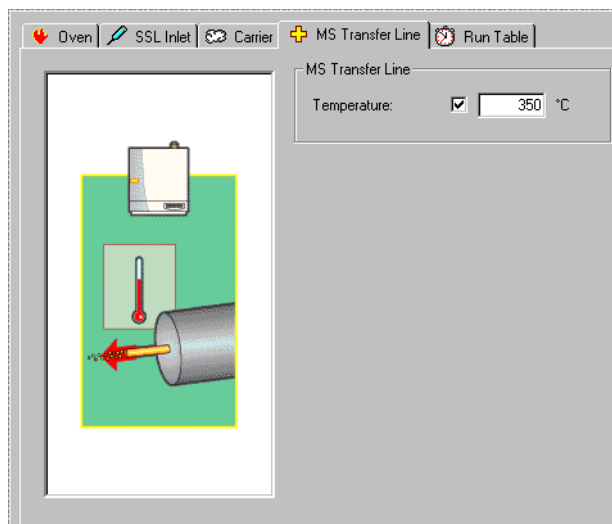 Oven SSL Inlet Carrier MS Transfer Line Run Table
MS Transfer Line
Temperature: 350 °C